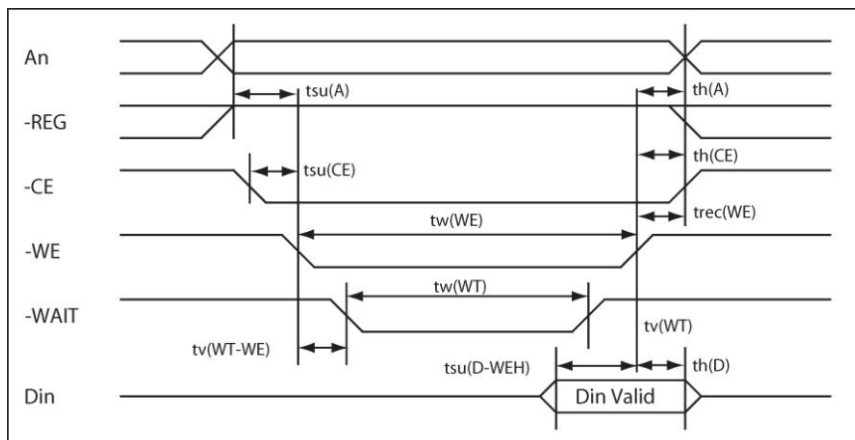 An
tsu(A)
th(A)
-REG
th(CE)
tsu(CE)
-CE
trec(WE)
tw(WE)
-WE
tw(WT)
-WAIT
tv(WT)
tv(WT-WE)
tsu(D-WEH)
th(D)
Din
Din Valid